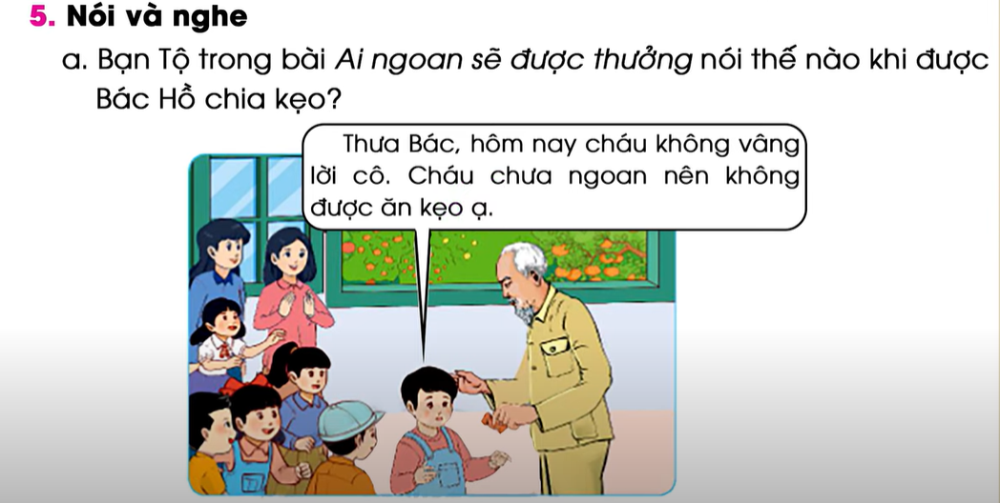 5. Nói và nghe
a. Bạn Tộ trong bài Ai ngoan sẽ được thưởng nói thế nào khi được
Bác Hồ chia kẹo?
Thưa Bác, hôm nay cháu không vâng
lời cô. Cháu chưa ngoan nên không
được ăn kẹo ạ.